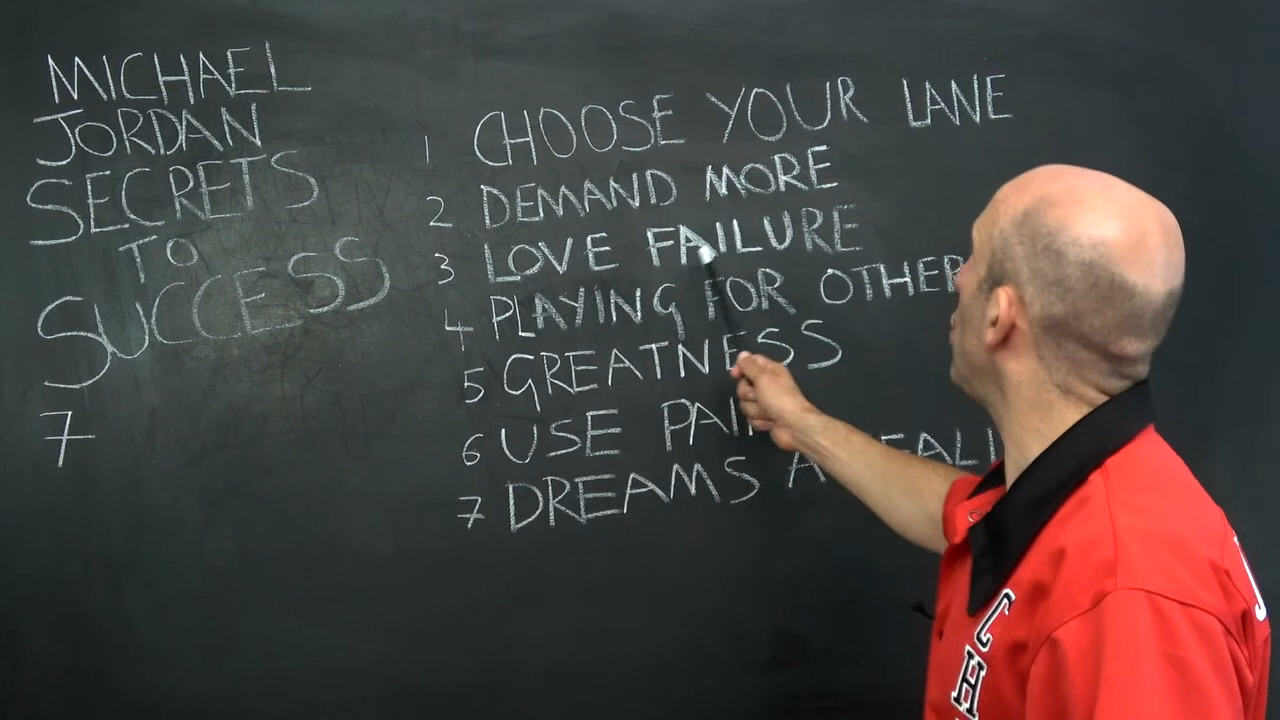 MICHAEL
JORDAN
SECRETS
TO
SUCCESS
7
1 CHOOSE YOUR LANE
2 DEMAND MORE
3 LOVE FAILURE
4 PLAYING FOR OTHER
5 GREATNESS
6 USE
7 DREAMS
CH